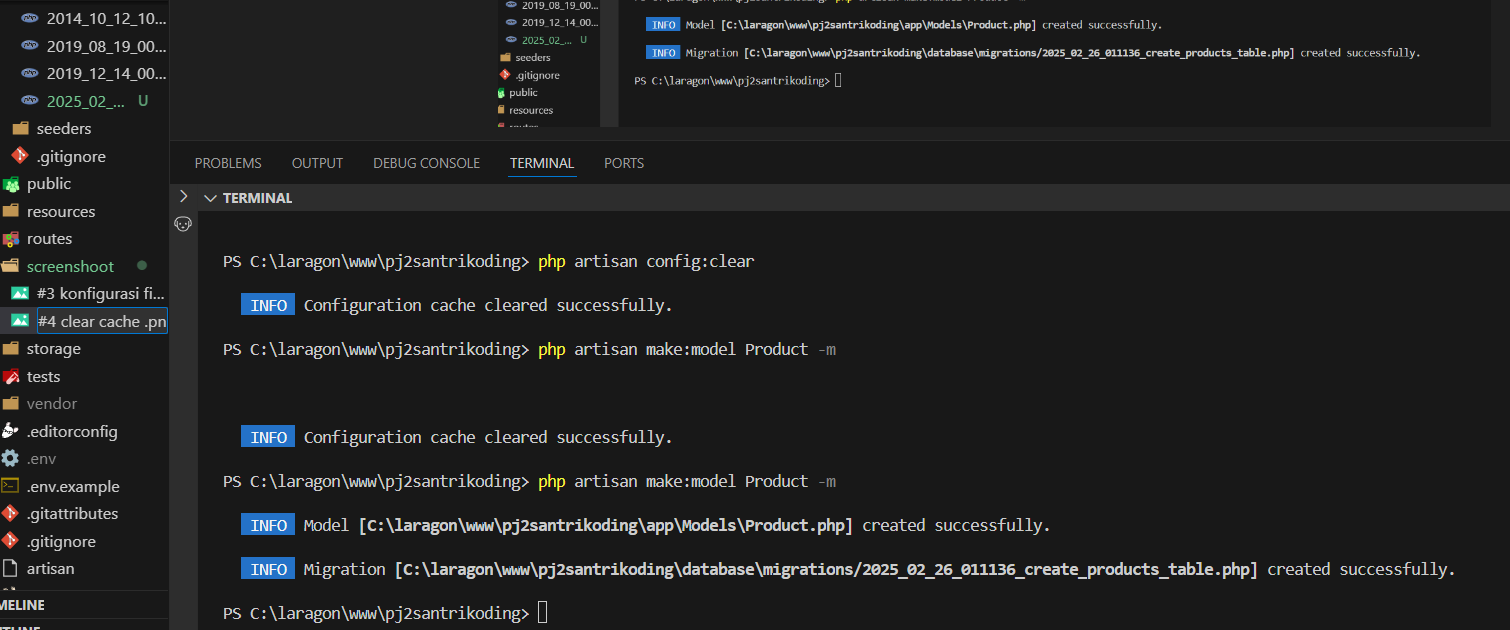 2014_10_12_10...
2019_08_19_00...
2019_12_14_00...
2025_02_... U
seeders
.gitignore
public
resources
routes
screenshoot
#3 konfigurasi fi...
#4 clear cache .pn
storage
tests
vendor
.editorconfig
.env
.env.example
.gitattributes
.gitignore
artisan
MELINE
2019_08_19_00...
2019_12_14_00...
2025_02_... U
seeders
.gitignore
public
resources
INFO Model [C:\laragon\www\pj2santrikoding\app\Models\Product.php] created successfully.
INFO Migration [C:\laragon\www\pj2santrikoding\database\migrations/2025_02_26_011136_create_products_table.php] created successfully.
PS C:\laragon\www\pj2santrikoding>
PROBLEMS OUTPUT DEBUG CONSOLE TERMINAL PORTS
TERMINAL
PS C:\laragon\www\pj2santrikoding> php artisan config:clear
INFO Configuration cache cleared successfully.
PS C:\laragon\www\pj2santrikoding> php artisan make:model Product -m
INFO Configuration cache cleared successfully.
PS C:\laragon\www\pj2santrikoding> php artisan make:model Product -m
INFO Model [C:\laragon\www\pj2santrikoding\app\Models\Product.php] created successfully.
INFO Migration [C:\laragon\www\pj2santrikoding\database\migrations/2025_02_26_011136_create_products_table.php] created successfully.
PS C:\laragon\www\pj2santrikoding>